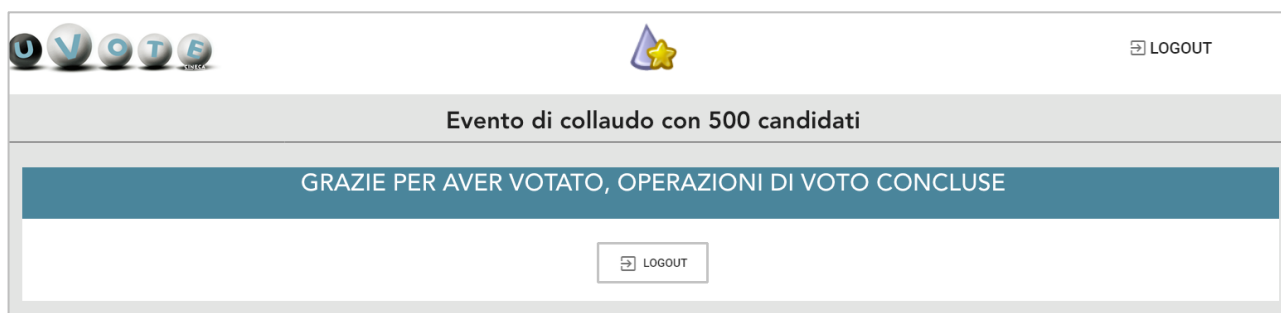 UVOTE
CINECA
LOGOUT
Evento di collaudo con 500 candidati
GRAZIE PER AVER VOTATO, OPERAZIONI DI VOTO CONCLUSE
LOGOUT